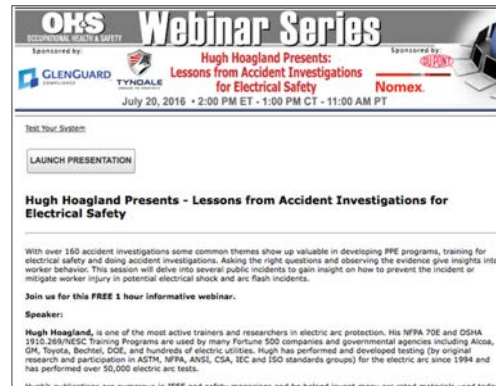 OH&S Webinar Series
OCCUPATIONAL HEALTH & SAFETY
Sponsored by:
GLENGUARD
COMPLIANCE
TYNDALE
Hugh Hoagland Presents:
Lessons from Accident Investigations
for Electrical Safety
Sponsored by:
DUPONT
Nomex.
July 20, 2016 • 2:00 PM ET - 1:00 PM CT - 11:00 AM PT
Test Your System
LAUNCH PRESENTATION
Hugh Hoagland Presents - Lessons from Accident Investigations for
Electrical Safety
With over 160 accident investigations some common themes show up valuable in developing PPE programs, training for
electrical safety and doing accident investigations. Asking the right questions and observing the evidence give insights into
worker behavior. This session will delve into several public incidents to gain insight on how to prevent the incident or
mitigate worker injury in potential electrical shock and arc flash incidents.
Join us for this FREE 1 hour informative webinar.
Speaker:
Hugh Hoagland, is one of the most active trainers and researchers in electric arc protection. His NFPA 70E and OSHA
1910.269/NESC Training Programs are used by many Fortune 500 companies and governmental agencies including Alcoa,
GM, Toyota, Bechtel, DOE, and hundreds of electric utilities. Hugh has performed and developed testing (by original
research and participation in ASTM, NFPA, ANSI, CSA, IEC and ISO standards groups) for the electric arc since 1994 and
has performed over 50,000 electric arc tests.